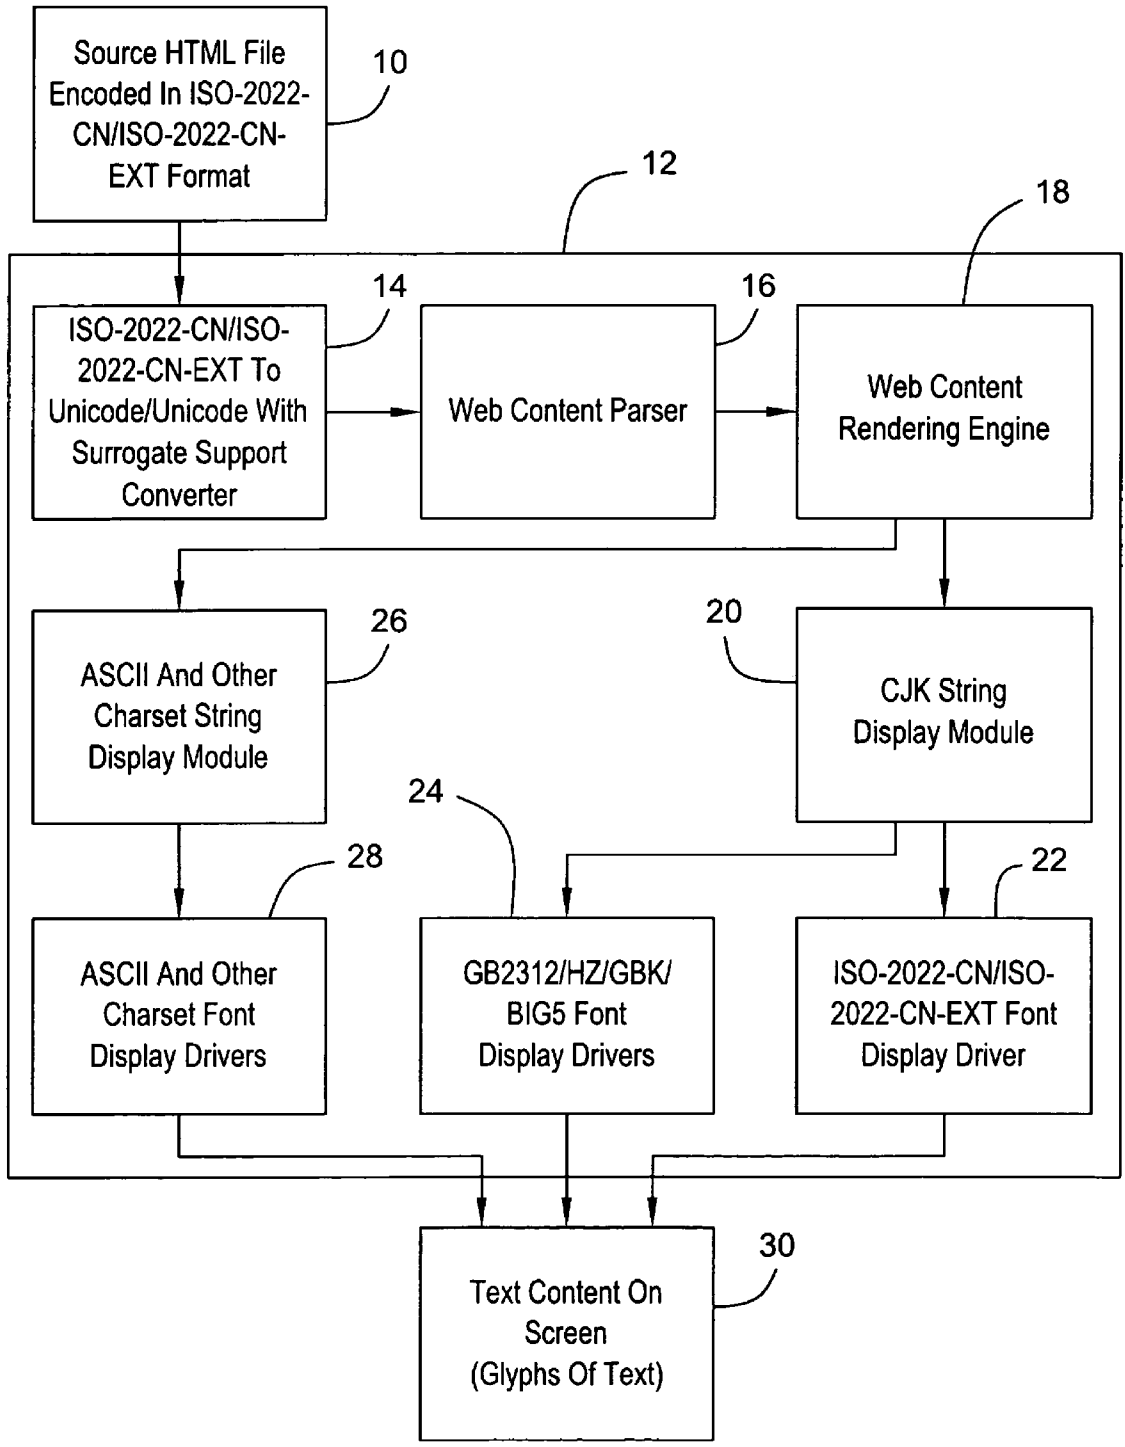 Source HTML File
Encoded In ISO-2022-
CN/ISO-2022-CN-
EXT Format
10
12
18
14
16
ISO-2022-CN/ISO-
2022-CN-EXT To
Unicode/Unicode With
Surrogate Support
Converter
Web Content Parser
Web Content
Rendering Engine
26
20
ASCII And Other
Charset String
Display Module
CJK String
Display Module
24
28
22
ASCII And Other
Charset Font
Display Drivers
GB2312/HZ/GBK/
BIG5 Font
Display Drivers
ISO-2022-CN/ISO-
2022-CN-EXT Font
Display Driver
30
Text Content On
Screen
(Glyphs Of Text)